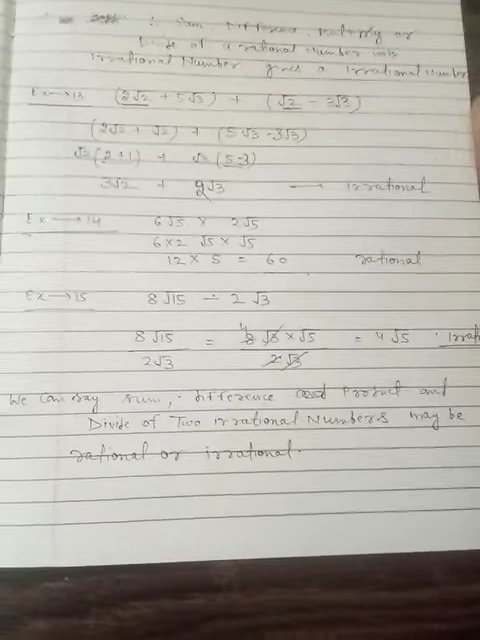 ∴ Sum, Difference, Multiply or
Divide of a rational Number with
Irrational Number gives a Irrational Number
Ex → 13 (2√2 + 5√3) + (√2 - 3√3)
(2√2 + √2) + (5√3 - 3√3)
√2 (2+1) + √3 (5-3)
3√2 + 2√3 → irrational
Ex → 14 6√5 × 2√5
6×2 √5 × √5
12 × 5 = 60 rational
Ex → 15 8√15 ÷ 2√3
8√15 / 2√3 = 8 √3 × √5 / 2√3 = 4√5
We can say sum, difference Product and
Divide of Two irrational Numbers may be
rational or irrational.